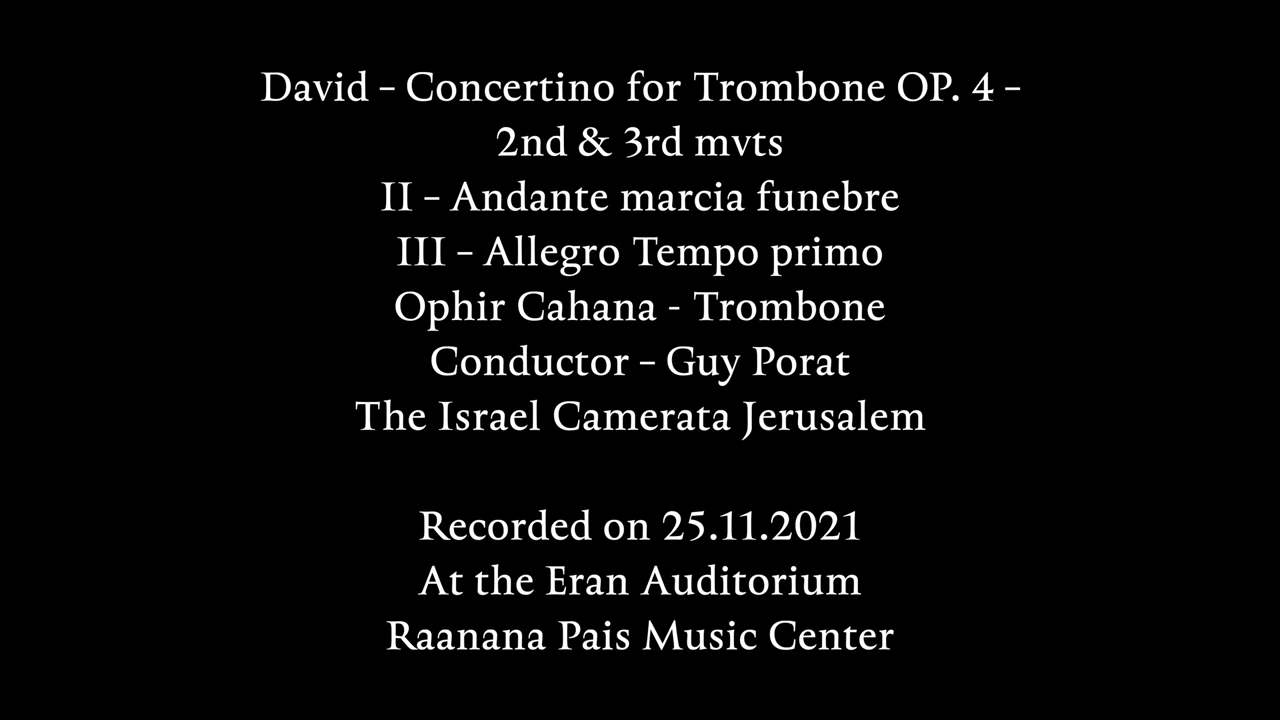 David – Concertino for Trombone OP. 4 –
2nd & 3rd mvts
II – Andante marcia funebre
III – Allegro Tempo primo
Ophir Cahana - Trombone
Conductor – Guy Porat
The Israel Camerata Jerusalem
Recorded on 25.11.2021
At the Eran Auditorium
Raanana Pais Music Center